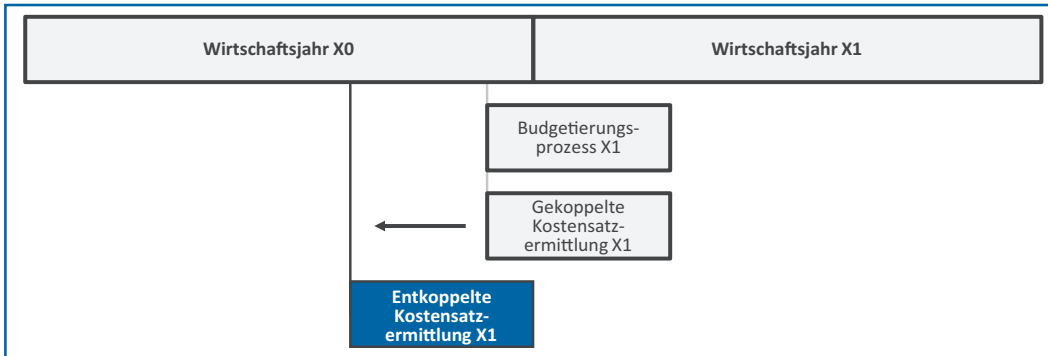 Wirtschaftsjahr X0
Wirtschaftsjahr X1
Budgetierungs-
prozess X1
Gekoppelte
Kostensatz-
ermittlung X1
Entkoppelte
Kostensatz-
ermittlung X1